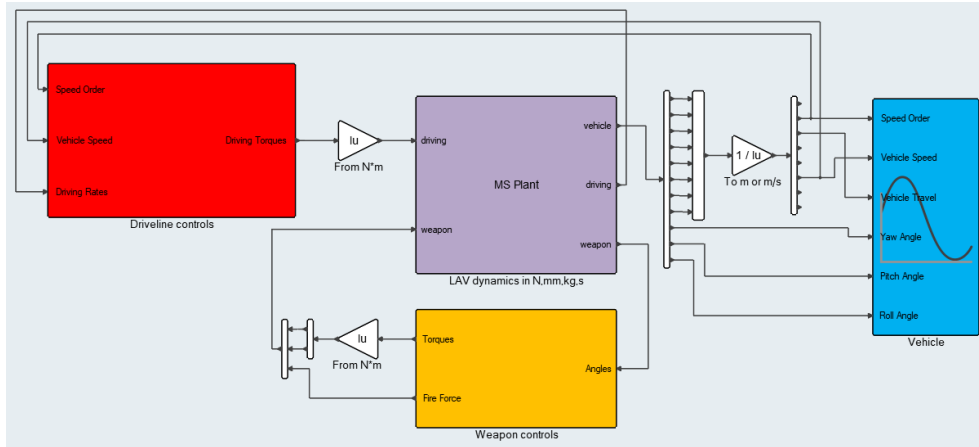 Speed Order
Vehicle Speed
Driving Torques
Driving Rates
Driveline controls
lu
From N*m
driving
vehicle
MS Plant
driving
weapon
weapon
LAV dynamics in N,mm,kg,s
1 / lu
To m or m/s
Speed Order
Vehicle Speed
Vehicle Travel
Yaw Angle
Pitch Angle
Roll Angle
Vehicle
lu
From N*m
Torques
Angles
Fire Force
Weapon controls